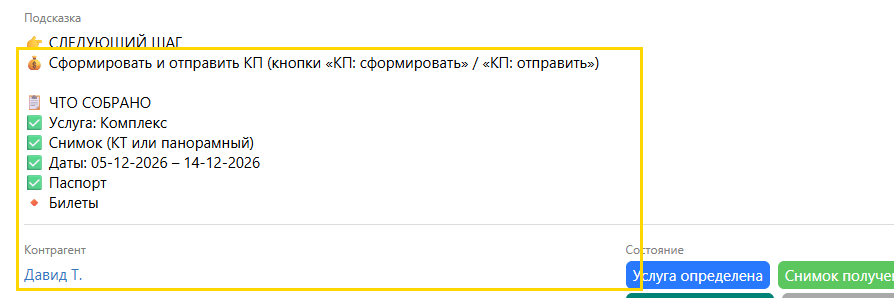 Подсказка
👉 СЛЕДУЮЩИЙ ШАГ
💰 Сформировать и отправить КП (кнопки «КП: сформировать» / «КП: отправить»)
📋 ЧТО СОБРАНО
✅ Услуга: Комплекс
✅ Снимок (КТ или панорамный)
✅ Даты: 05-12-2026 – 14-12-2026
✅ Паспорт
🔸 Билеты
Контрагент
Состояние
Давид Т.
Услуга определена
Снимок получе